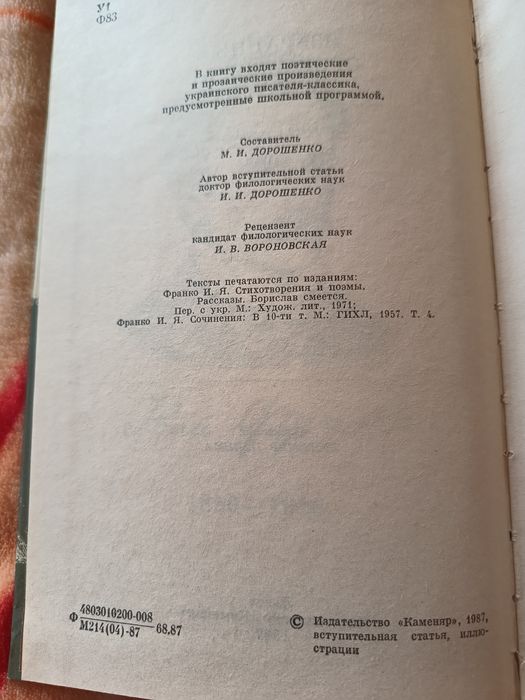 У1
Ф83
В книгу входят поэтические
и прозаические произведения
украинского писателя-классика,
предусмотренные школьной программой.
Составитель
М. И. ДОРОШЕНКО
Автор вступительной статьи
доктор филологических наук
И. И. ДОРОШЕНКО
Рецензент
кандидат филологических наук
И. В. ВОРОНОВСКАЯ
Тексты печатаются по изданиям:
Франко И. Я. Стихотворения и поэмы.
Рассказы. Борислав смеется.
Пер. с укр. М.: Худож. лит., 1971;
Франко И. Я. Сочинения: В 10-ти т. М.: ГИХЛ, 1957. Т. 4.
Ф 4803010200-008
М214(04)-87 68.87
© Издательство «Каменяр», 1987,
вступительная статья, иллю-
страции